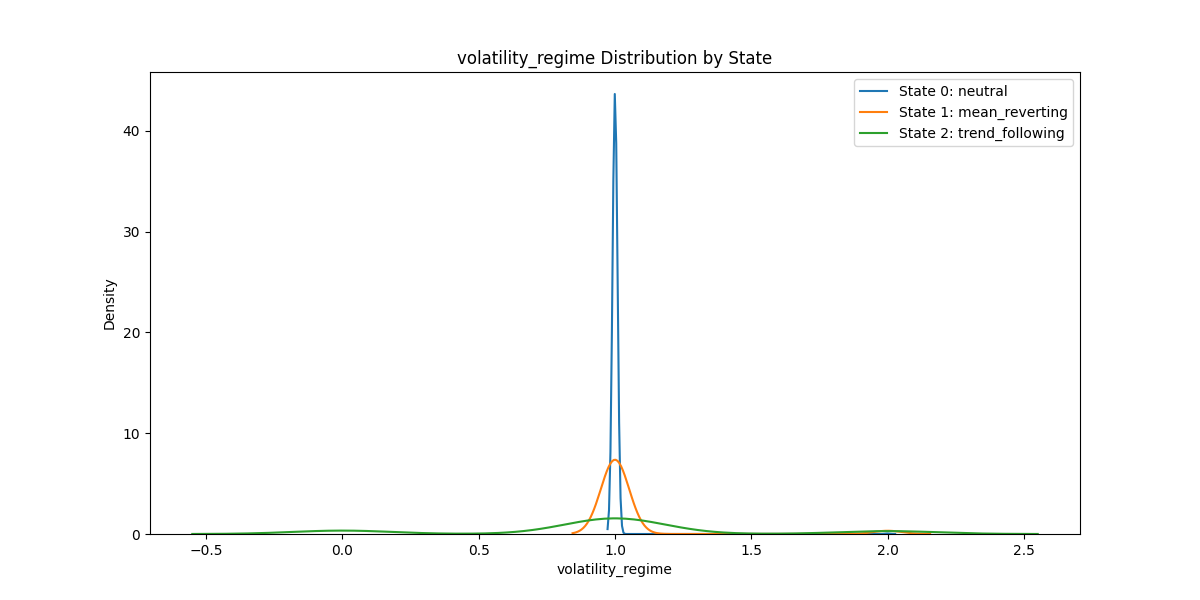 volatility_regime Distribution by State
State 0: neutral
State 1: mean_reverting
State 2: trend_following
Density
40
30
20
10
0
−0.5 0.0 0.5 1.0 1.5 2.0 2.5
volatility_regime